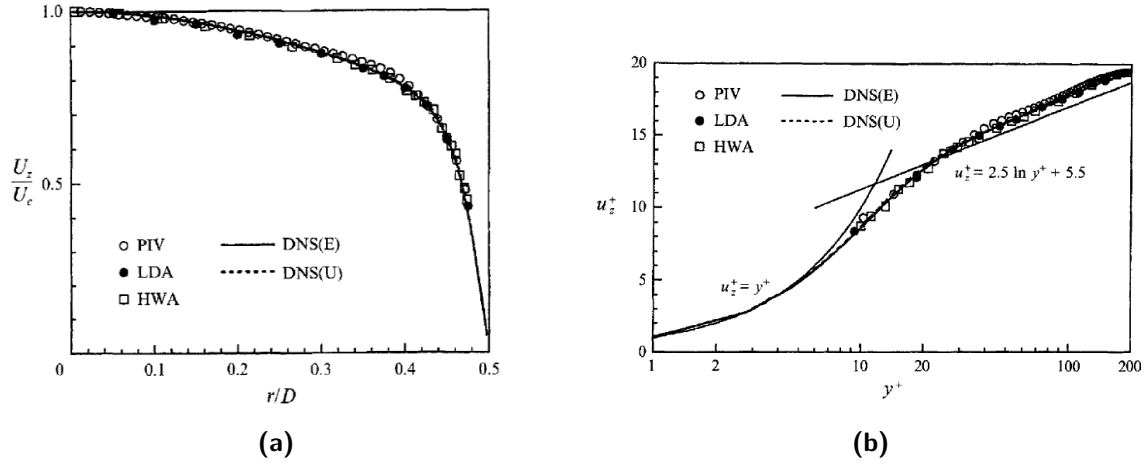 1.0
U_z
U_c
0.5
PIV
LDA
HWA
DNS(E)
DNS(U)
0 0.1 0.2 0.3 0.4 0.5
r/D
(a)
20
15
10
5
0
u_z^+
PIV
LDA
HWA
DNS(E)
DNS(U)
u_z^+ = 2.5 ln y^+ + 5.5
u_z^+ = y^+
1 2 10 20 100 200
y^+
(b)